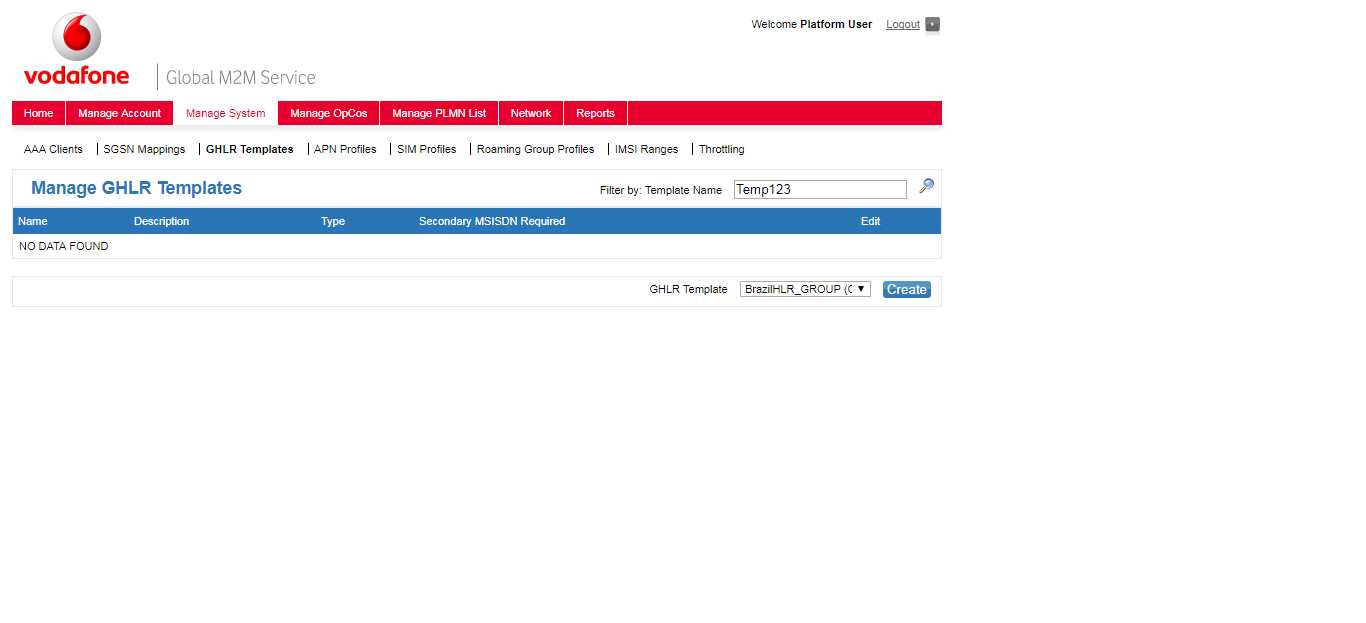 Welcome Platform User Logout
vodafone
Global M2M Service
Home Manage Account Manage System Manage OpCos Manage PLMN List Network Reports
AAA Clients SGSN Mappings GHLR Templates APN Profiles SIM Profiles Roaming Group Profiles IMSI Ranges Throttling
Manage GHLR Templates Filter by: Template Name Temp123
Name Description Type Secondary MSISDN Required Edit
NO DATA FOUND
GHLR Template BrazilHLR_GROUP ( Create